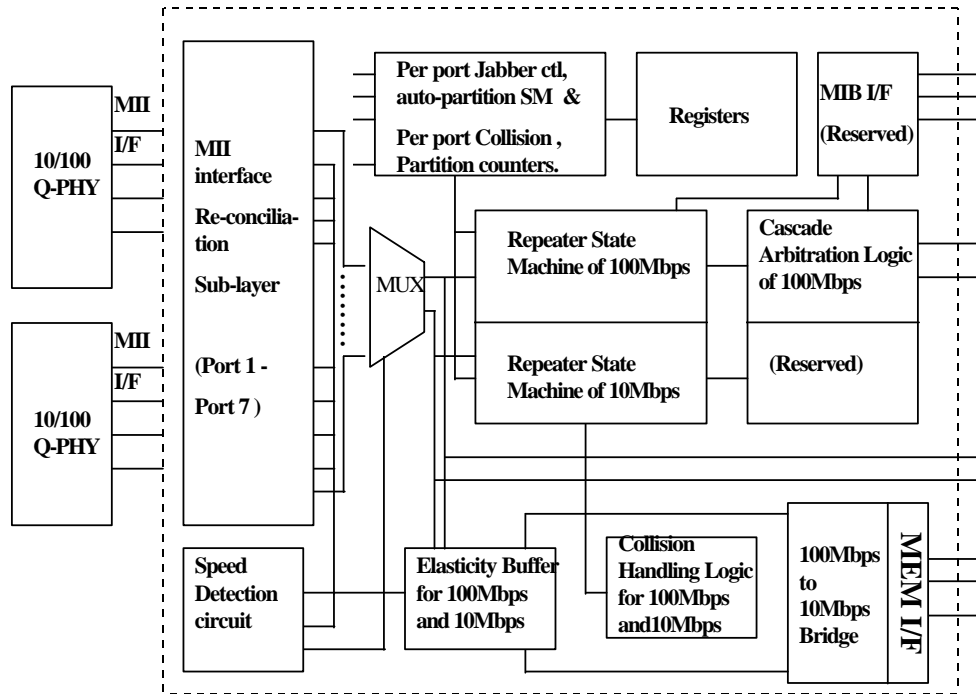 MII
I/F
10/100
Q-PHY
MII
I/F
10/100
Q-PHY
MII
interface
Re-concilia-
tion
Sub-layer
(Port 1 -
Port 7 )
Speed
Detection
circuit
MUX
Per port Jabber ctl,
auto-partition SM &
Per port Collision ,
Partition counters.
Registers
MIB I/F
(Reserved)
Repeater State
Machine of 100Mbps
Cascade
Arbitration Logic
of 100Mbps
Repeater State
Machine of 10Mbps
(Reserved)
Elasticity Buffer
for 100Mbps
and 10Mbps
Collision
Handling Logic
for 100Mbps
and10Mbps
100Mbps
to
10Mbps
Bridge
MEM I/F